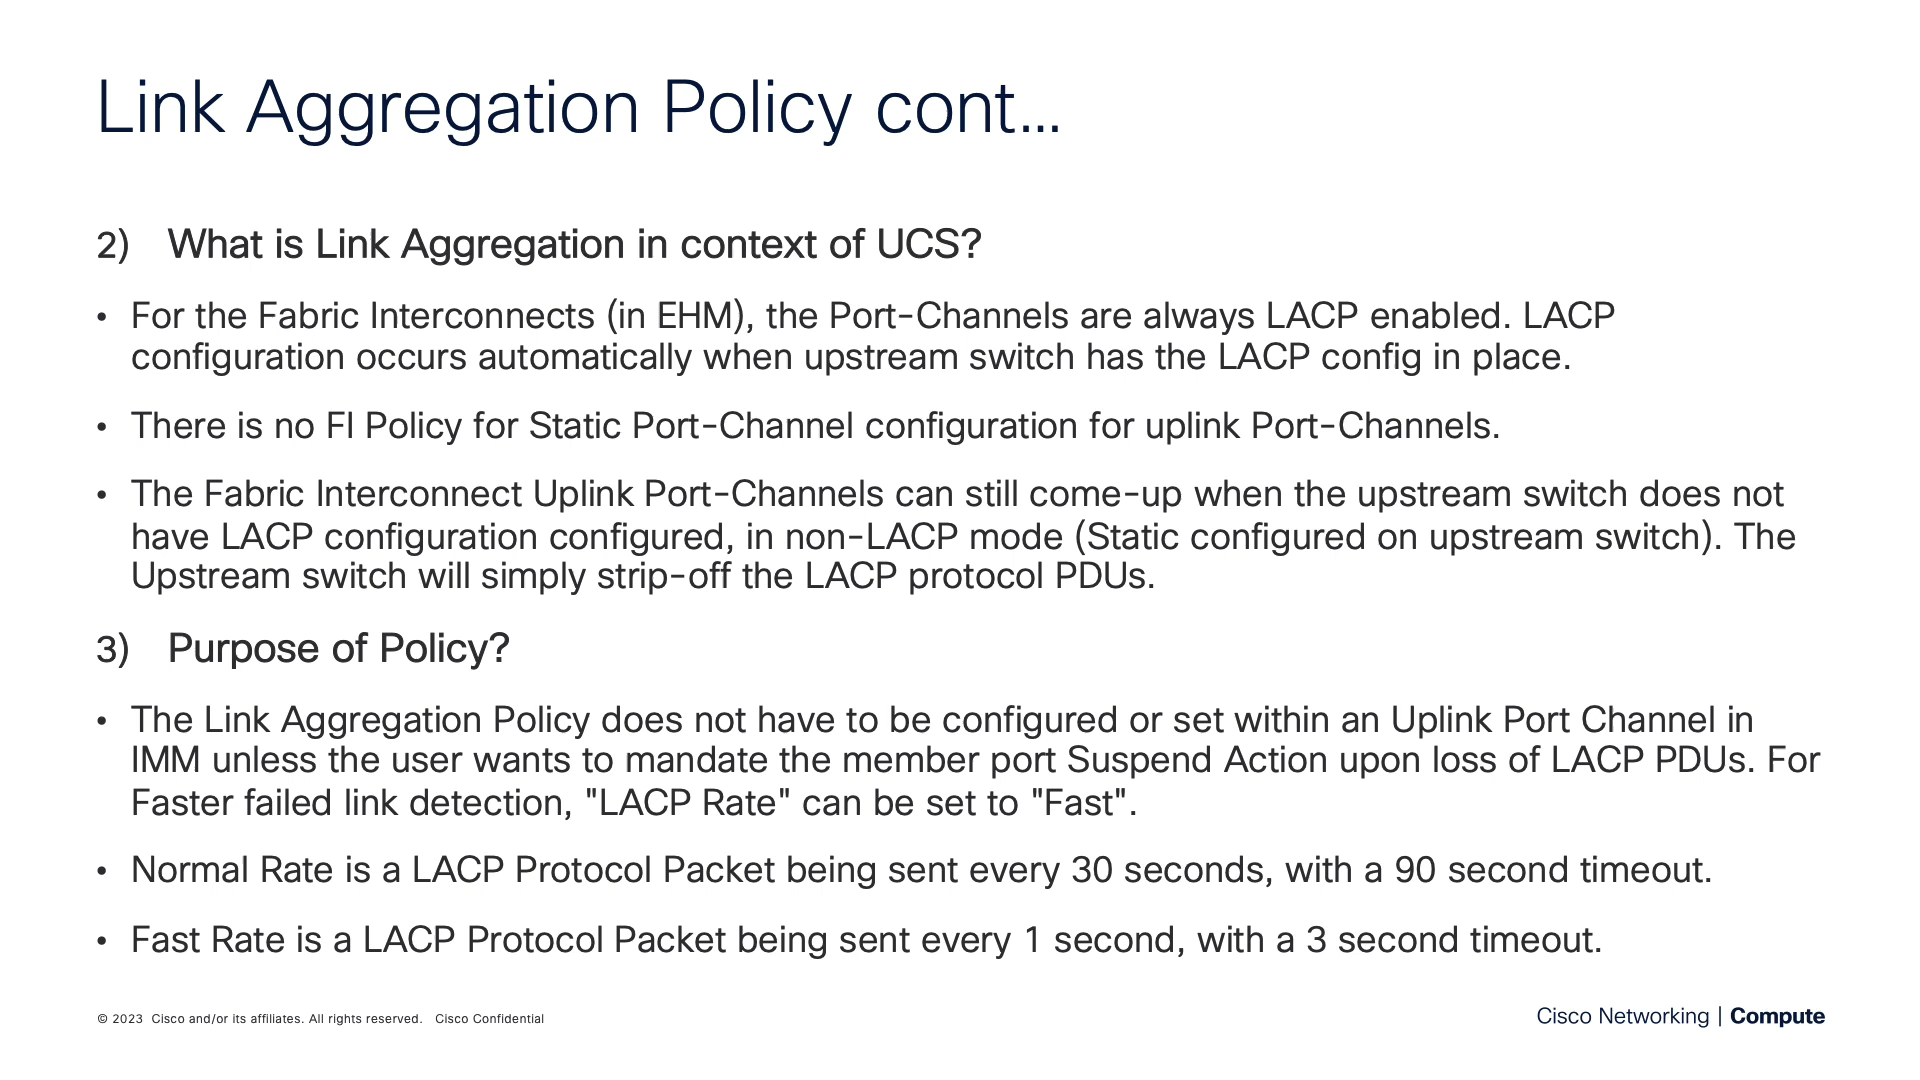 Link Aggregation Policy cont...
2) What is Link Aggregation in context of UCS?
• For the Fabric Interconnects (in EHM), the Port-Channels are always LACP enabled. LACP
configuration occurs automatically when upstream switch has the LACP config in place.
• There is no FI Policy for Static Port-Channel configuration for uplink Port-Channels.
• The Fabric Interconnect Uplink Port-Channels can still come-up when the upstream switch does not
have LACP configuration configured, in non-LACP mode (Static configured on upstream switch). The
Upstream switch will simply strip-off the LACP protocol PDUs.
3) Purpose of Policy?
• The Link Aggregation Policy does not have to be configured or set within an Uplink Port Channel in
IMM unless the user wants to mandate the member port Suspend Action upon loss of LACP PDUs. For
Faster failed link detection, "LACP Rate" can be set to "Fast".
• Normal Rate is a LACP Protocol Packet being sent every 30 seconds, with a 90 second timeout.
• Fast Rate is a LACP Protocol Packet being sent every 1 second, with a 3 second timeout.
© 2023 Cisco and/or its affiliates. All rights reserved. Cisco Confidential
Cisco Networking | Compute